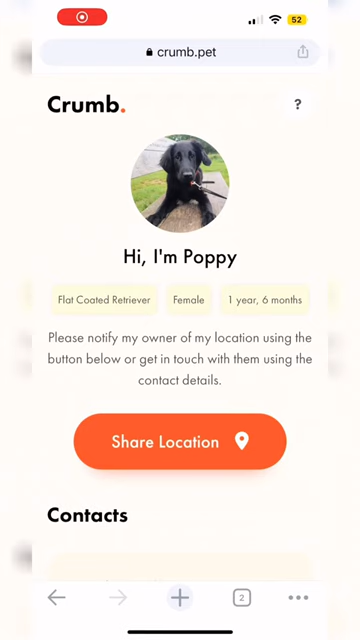 52
crumb.pet
Crumb.
?
Hi, I'm Poppy
Flat Coated Retriever
Female
1 year, 6 months
Please notify my owner of my location using the
button below or get in touch with them using the
contact details.
Share Location
Contacts
2